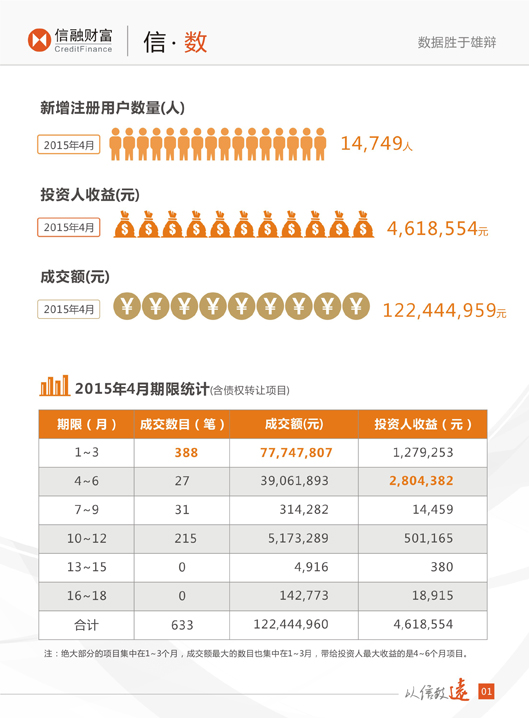 信融财富
CreditFinance
信·数
数据胜于雄辩
新增注册用户数量(人)
2015年4月
14,749人
投资人收益(元)
2015年4月
$ $ $ $ $ $ $ $ $ $ $
4,618,554元
成交额(元)
2015年4月
¥ ¥ ¥ ¥ ¥ ¥ ¥ ¥ ¥
122,444,959元
2015年4月期限统计(含债权转让项目)
期限（月） 成交数目（笔） 成交额(元) 投资人收益（元）
1~3 388 77,747,807 1,279,253
4~6 27 39,061,893 2,804,382
7~9 31 314,282 14,459
10~12 215 5,173,289 501,165
13~15 0 4,916 380
16~18 0 142,773 18,915
合计 633 122,444,960 4,618,554
注：绝大部分的项目集中在1~3个月，成交额最大的数目也集中在1~3月，带给投资人最大收益的是4~6个月项目。
从信数远
01